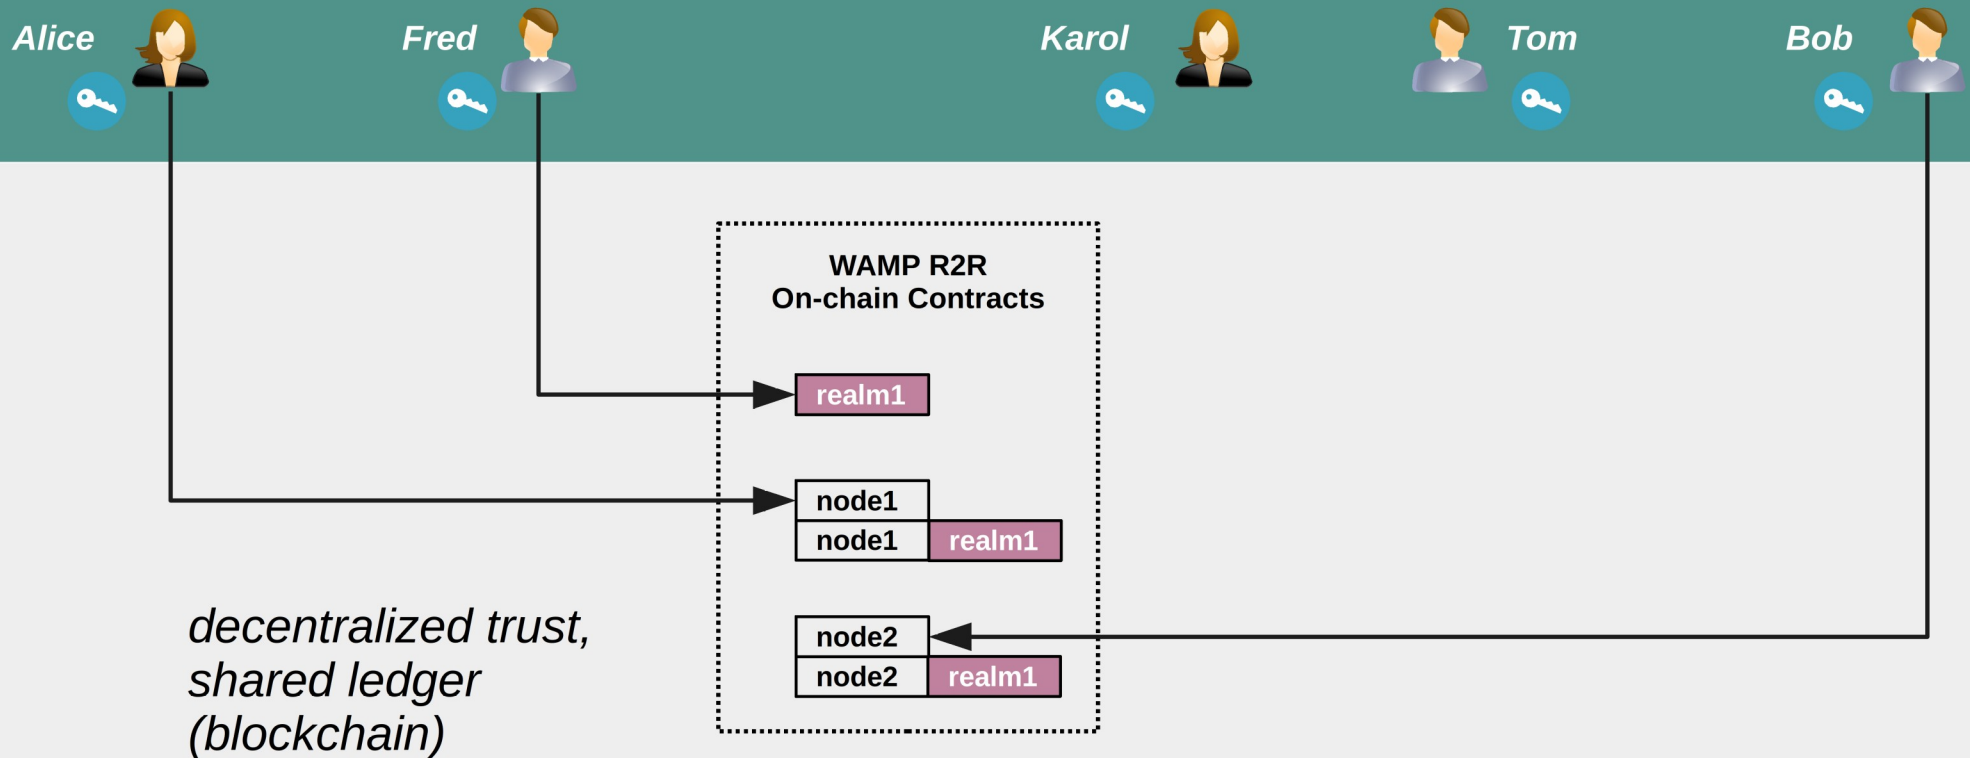 Alice
Fred
Karol
Tom
Bob
WAMP R2R
On-chain Contracts
realm1
node1
node1 realm1
node2
node2 realm1
decentralized trust,
shared ledger
(blockchain)